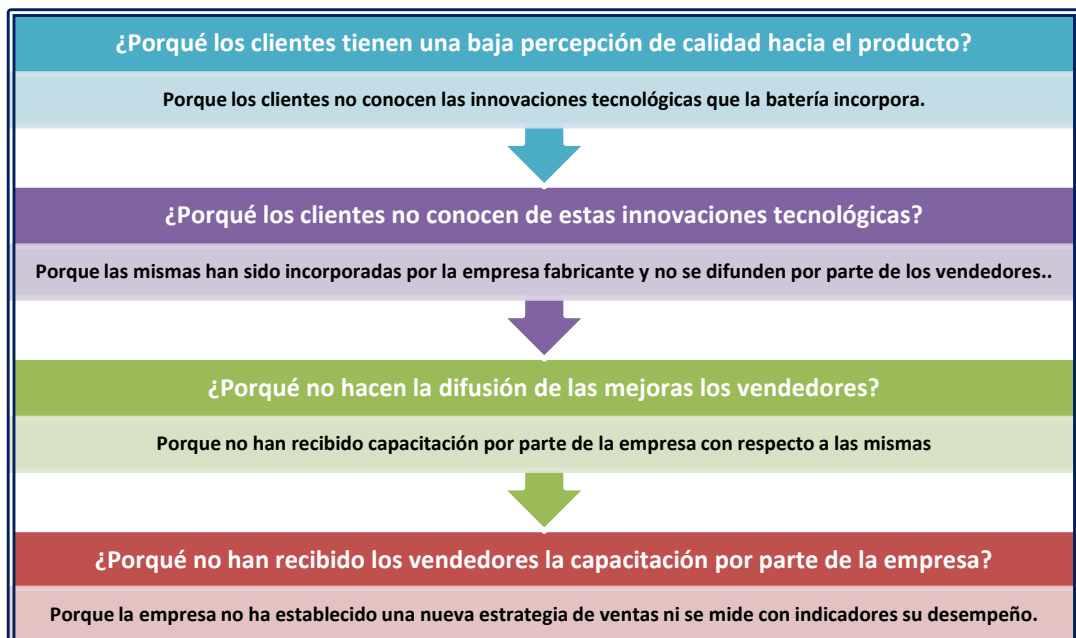 ¿Porqué los clientes tienen una baja percepción de calidad hacia el producto?
Porque los clientes no conocen las innovaciones tecnológicas que la batería incorpora.
¿Porqué los clientes no conocen de estas innovaciones tecnológicas?
Porque las mismas han sido incorporadas por la empresa fabricante y no se difunden por parte de los vendedores..
¿Porqué no hacen la difusión de las mejoras los vendedores?
Porque no han recibido capacitación por parte de la empresa con respecto a las mismas
¿Porqué no han recibido los vendedores la capacitación por parte de la empresa?
Porque la empresa no ha establecido una nueva estrategia de ventas ni se mide con indicadores su desempeño.